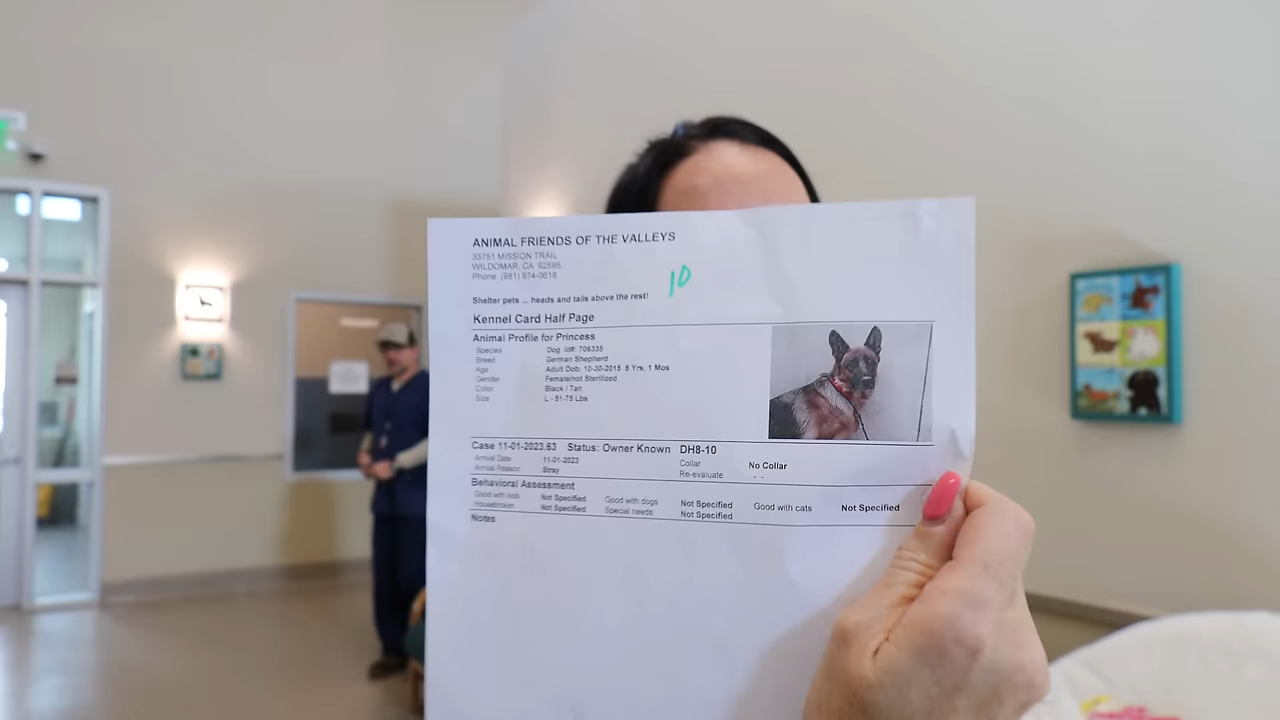 ANIMAL FRIENDS OF THE VALLEYS
33751 MISSION TRAIL
WILDOMAR, CA 92595
Phone: (951) 674-0618
10
Shelter pets ... heads and tails above the rest!
Kennel Card Half Page
Animal Profile for Princess
Species Dog Id#: 706335
Breed German Shepherd
Age Adult Dob: 10-30-2015 8 Yrs, 1 Mos
Gender Female/not Sterilized
Color Black / Tan
Size L - 51-75 Lbs
Case 11-01-2023.63 Status: Owner Known DH8-10
Arrival Date 11-01-2023 Collar No Collar
Arrival Reason Stray Re-evaluate - -
Behavioral Assessment
Good with kids Not Specified Good with dogs Not Specified Good with cats Not Specified
Housebroken Not Specified Special needs Not Specified
Notes